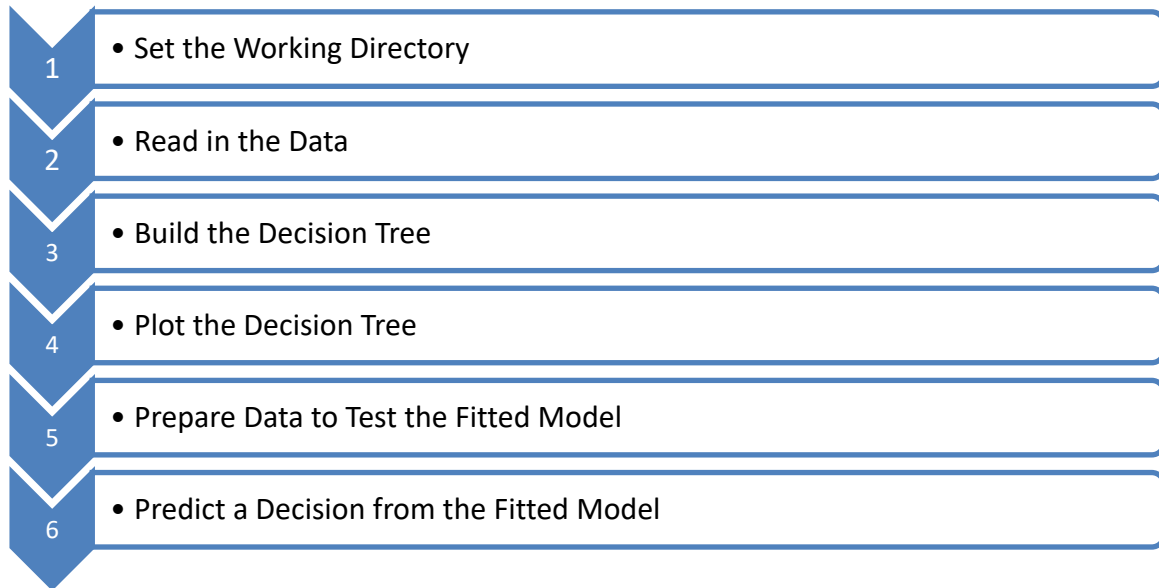 1
• Set the Working Directory
2
• Read in the Data
3
• Build the Decision Tree
4
• Plot the Decision Tree
5
• Prepare Data to Test the Fitted Model
6
• Predict a Decision from the Fitted Model